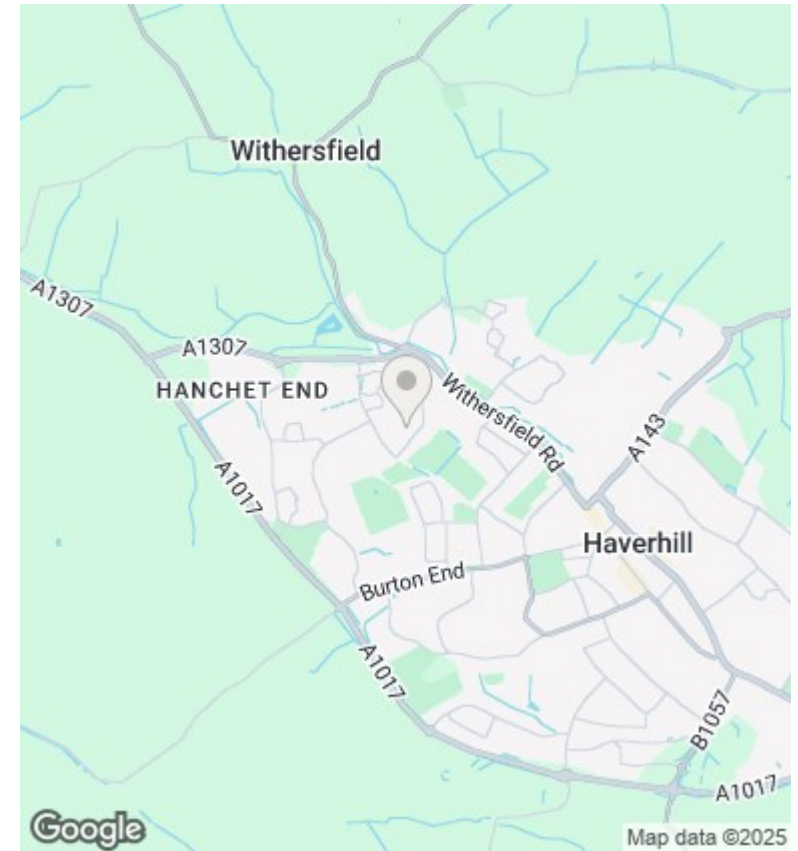 Withersfield
A1307
A1307
HANCHET END
Withersfield Rd
A143
A1017
Haverhill
Burton End
A1017
B1057
A1017
Google
Map data ©2025